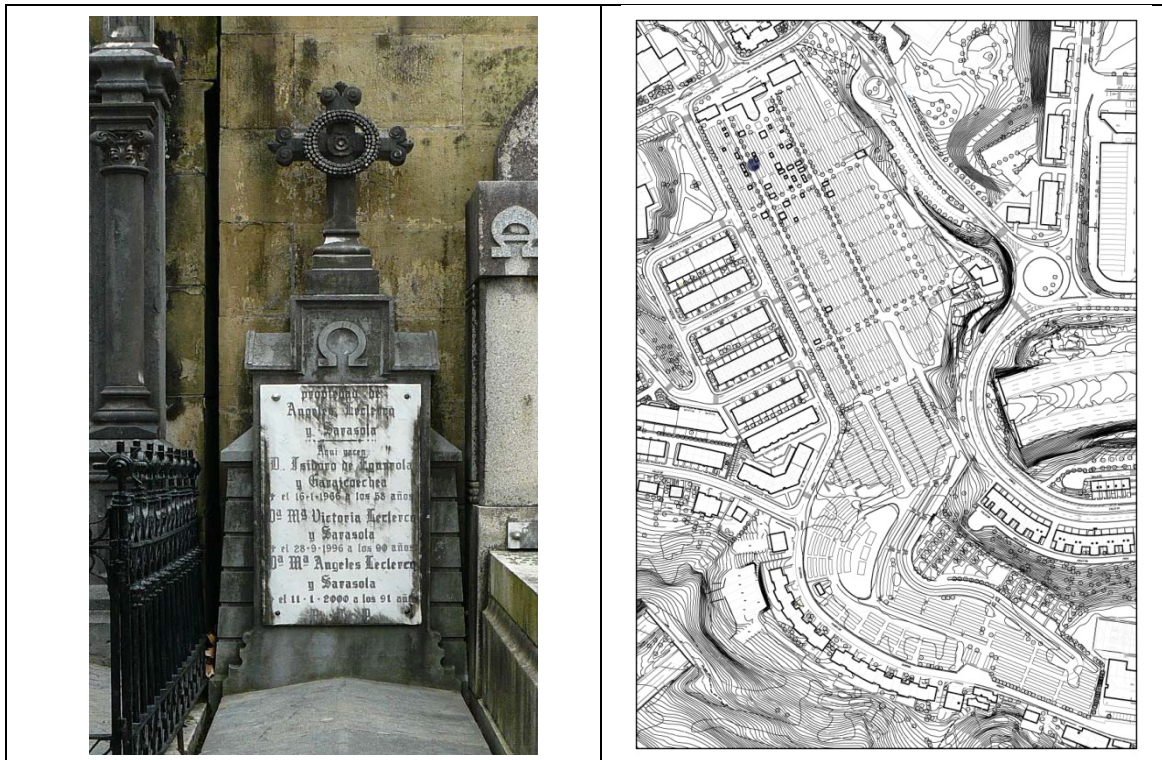 propiedad de
Angeles Leclercq
y Sarasola
Aqui yacen
D. Isidoro de
y Garaicoechea
el 16-1-1966 a los 58 años
Dª Mª Victoria Leclercq
y Sarasola
el 28-9-1996 a los 90 años
Dª Mª Angeles Leclercq
y Sarasola
el 11-1-2000 a los 91 años
Ω
Ω